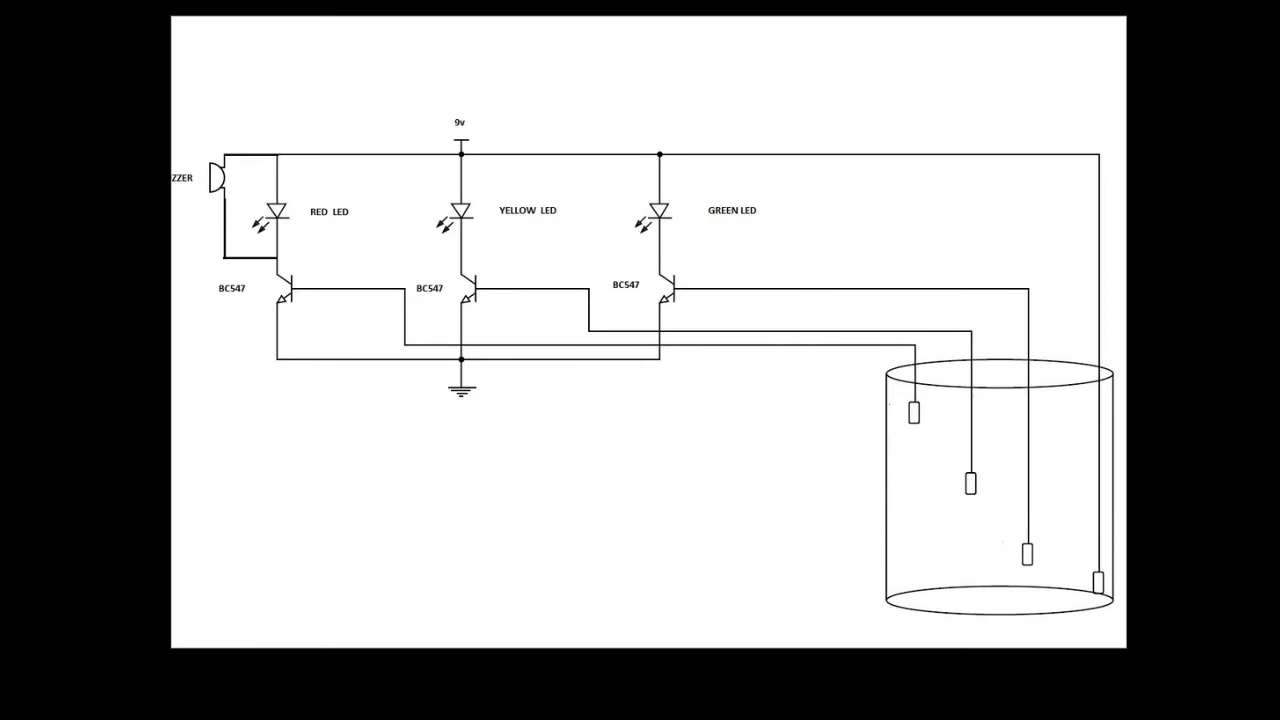 9v
ZZER
RED LED
YELLOW LED
GREEN LED
BC547
BC547
BC547